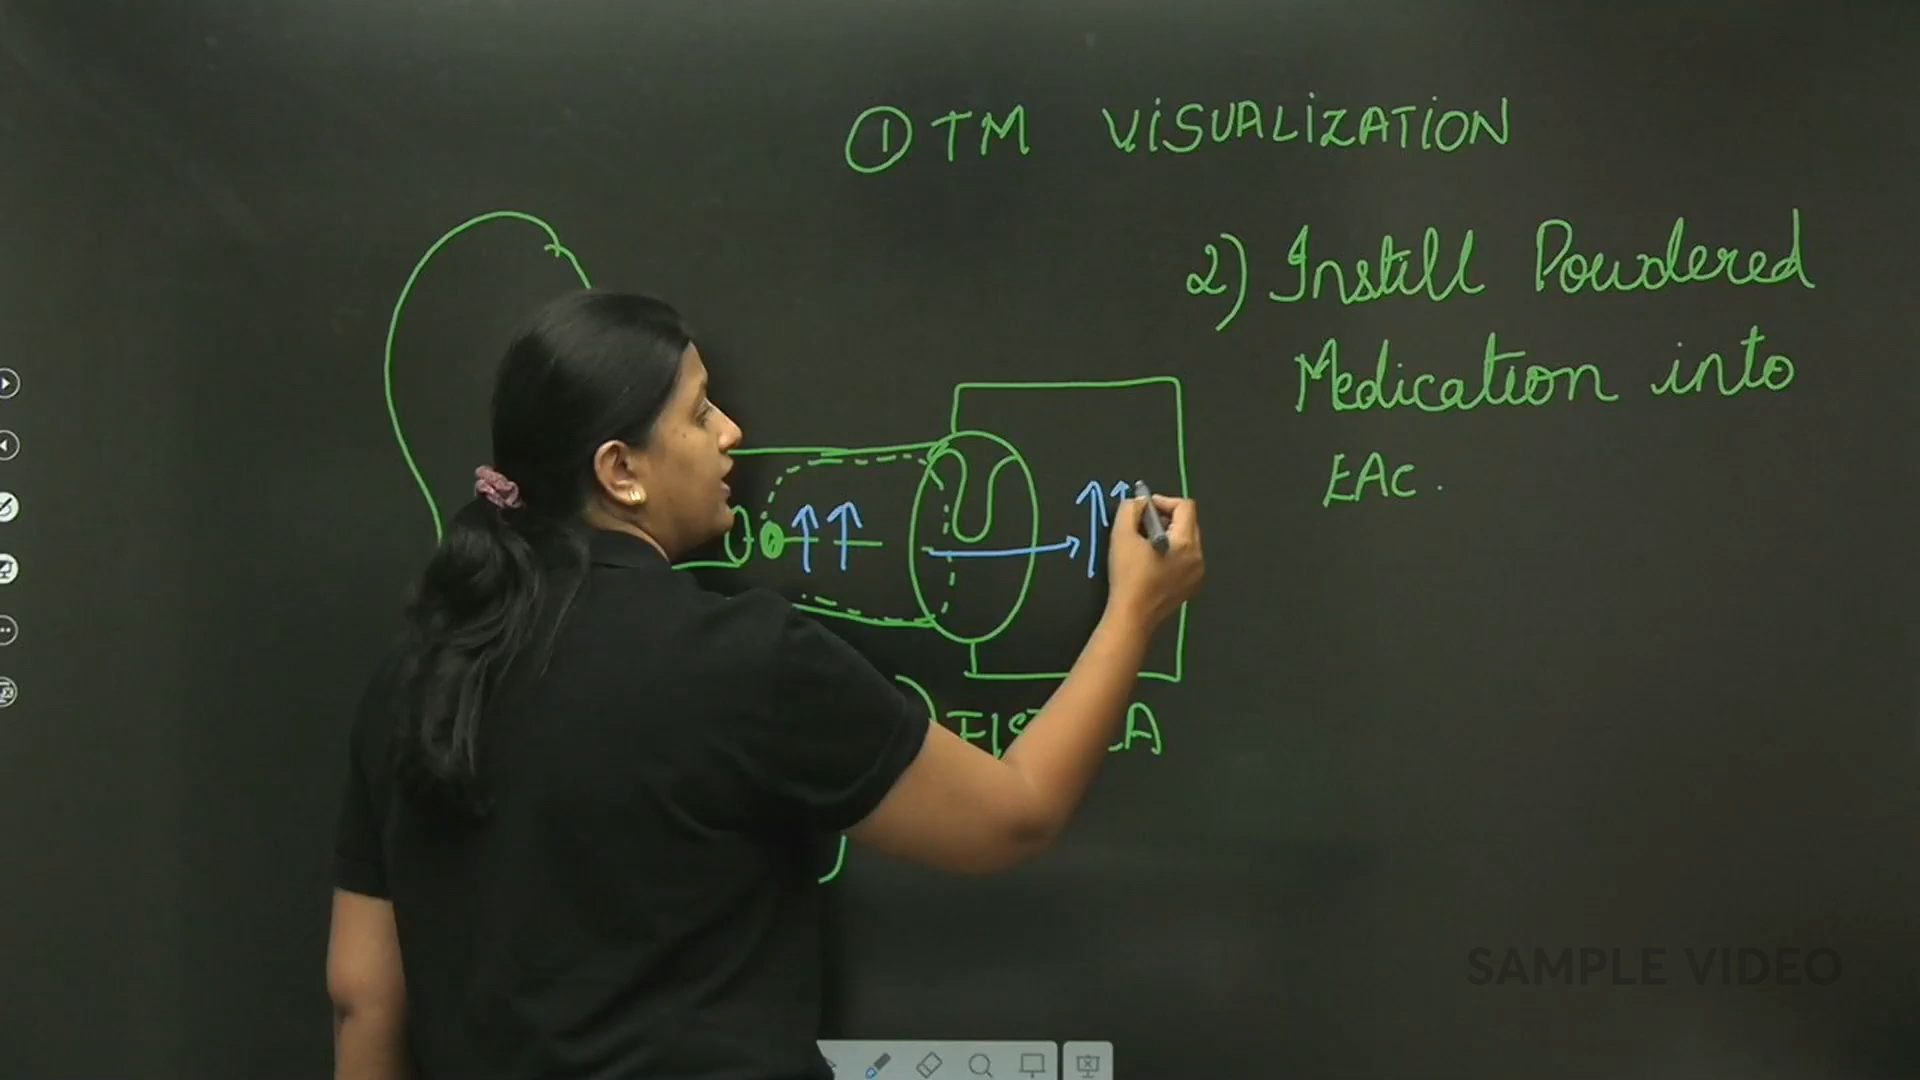 ① TM VISUALIZATION
2) Instill Powdered
Medication into
EAC.
SAMPLE VIDEO